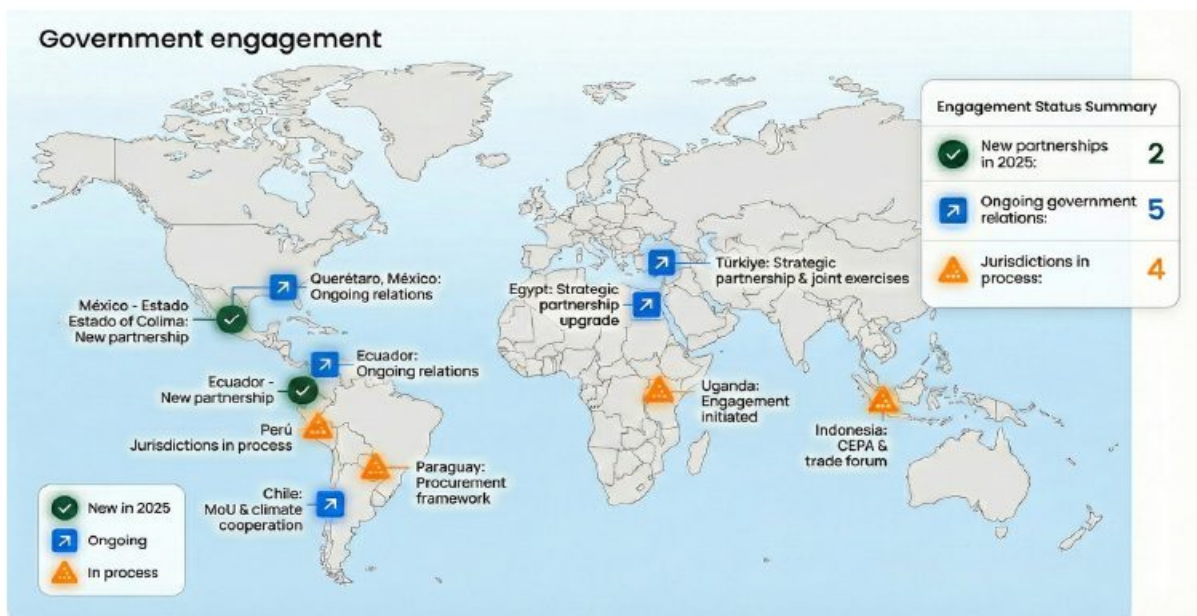 Government engagement
Engagement Status Summary
New partnerships
in 2025:
2
Ongoing government
relations:
5
Jurisdictions in
process:
4
Querétaro, México:
Ongoing relations
México - Estado
Estado of Colima:
New partnership
Türkiye: Strategic
partnership & joint exercises
Egypt: Strategic
partnership
upgrade
Ecuador:
Ongoing relations
Ecuador -
New partnership
Uganda:
Engagement
initiated
Perú
Jurisdictions in process
Indonesia:
CEPA &
trade forum
Paraguay:
Procurement
framework
Chile:
MoU & climate
cooperation
New in 2025
Ongoing
In process